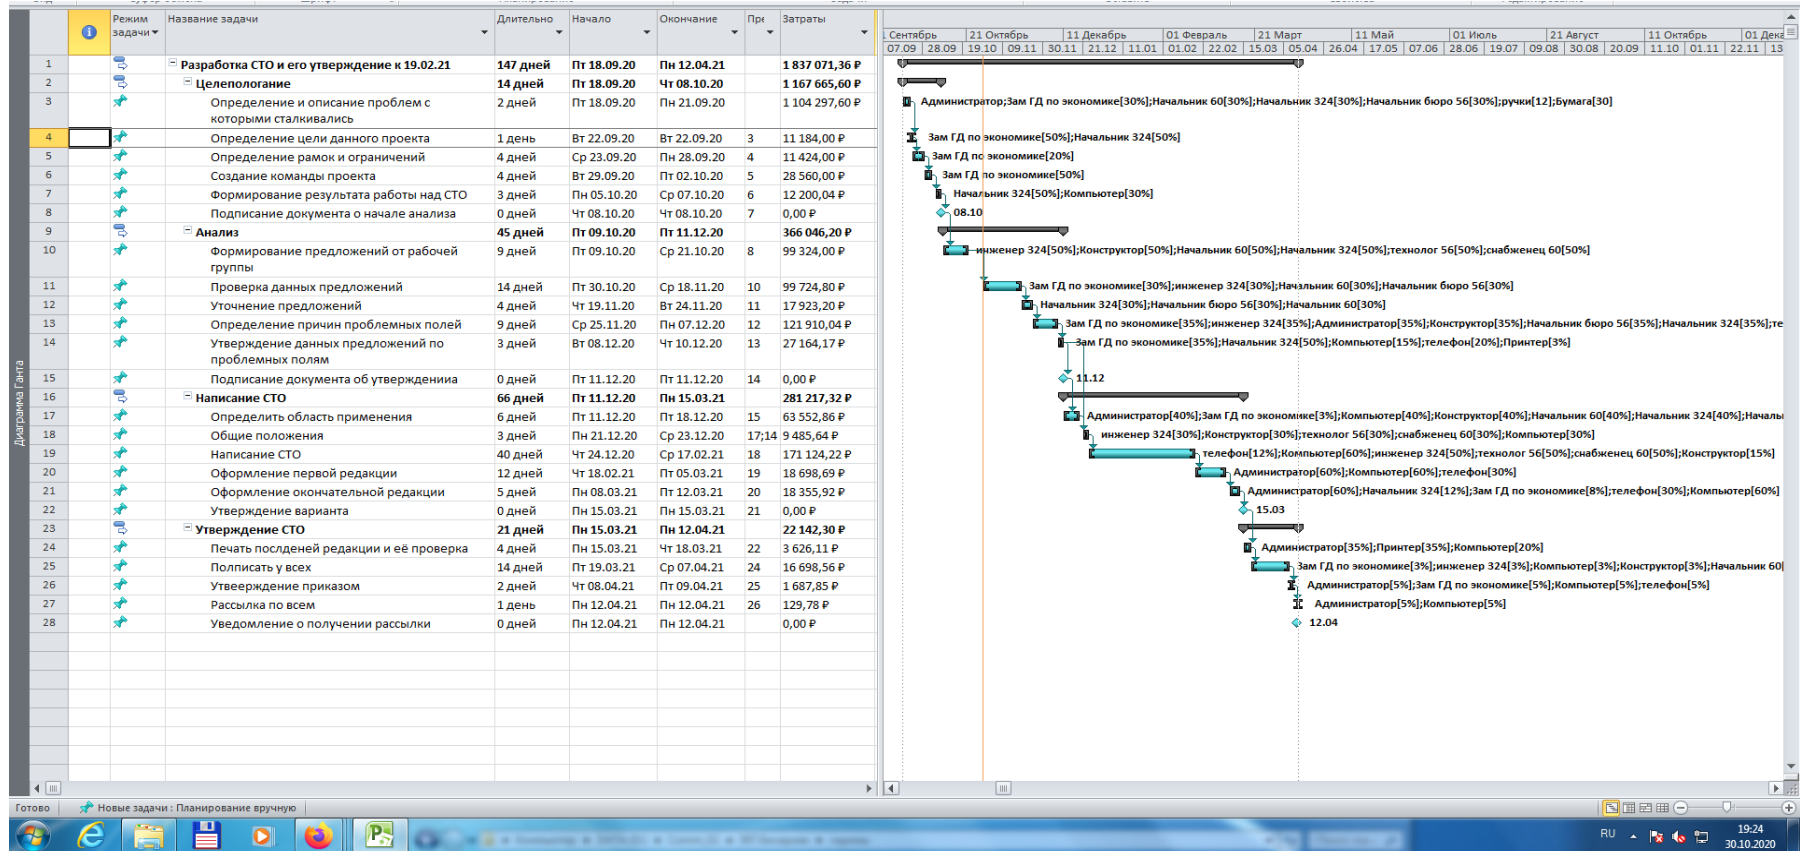 Режим задачи Название задачи Длительно Начало Окончание Пре Затраты
Сентябрь 21 Октябрь 11 Декабрь 01 Февраль 21 Март 11 Май 01 Июль 21 Август 11 Октябрь 01 Дека
07.09 28.09 19.10 09.11 30.11 21.12 11.01 01.02 22.02 15.03 05.04 26.04 17.05 07.06 28.06 19.07 09.08 30.08 20.09 11.10 01.11 22.11 13
1 Разработка СТО и его утверждение к 19.02.21 147 дней Пт 18.09.20 Пн 12.04.21 1 837 071,36 ₽
2 Целепологание 14 дней Пт 18.09.20 Чт 08.10.20 1 167 665,60 ₽
3 Определение и описание проблем с которыми сталкивались 2 дней Пт 18.09.20 Пн 21.09.20 1 104 297,60 ₽ Администратор;Зам ГД по экономике[30%];Начальник 60[30%];Начальник 324[30%];Начальник бюро 56[30%];ручки[12];Бумага[30]
4 Определение цели данного проекта 1 день Вт 22.09.20 Вт 22.09.20 3 11 184,00 ₽ Зам ГД по экономике[50%];Начальник 324[50%]
5 Определение рамок и ограничений 4 дней Ср 23.09.20 Пн 28.09.20 4 11 424,00 ₽ Зам ГД по экономике[20%]
6 Создание команды проекта 4 дней Вт 29.09.20 Пт 02.10.20 5 28 560,00 ₽ Зам ГД по экономике[50%]
7 Формирование результата работы над СТО 3 дней Пн 05.10.20 Ср 07.10.20 6 12 200,04 ₽ Начальник 324[50%];Компьютер[30%]
8 Подписание документа о начале анализа 0 дней Чт 08.10.20 Чт 08.10.20 7 0,00 ₽ 08.10
9 Анализ 45 дней Пт 09.10.20 Пт 11.12.20 366 046,20 ₽
10 Формирование предложений от рабочей группы 9 дней Пт 09.10.20 Ср 21.10.20 8 99 324,00 ₽ инженер 324[50%];Конструктор[50%];Начальник 60[50%];Начальник 324[50%];технолог 56[50%];снабженец 60[50%]
11 Проверка данных предложений 14 дней Пт 30.10.20 Ср 18.11.20 10 99 724,80 ₽ Зам ГД по экономике[30%];инженер 324[30%];Начальник 60[30%];Начальник бюро 56[30%]
12 Уточнение предложений 4 дней Чт 19.11.20 Вт 24.11.20 11 17 923,20 ₽ Начальник 324[30%];Начальник бюро 56[30%];Начальник 60[30%]
13 Определение причин проблемных полей 9 дней Ср 25.11.20 Пн 07.12.20 12 121 910,04 ₽ Зам ГД по экономике[35%];инженер 324[35%];Администратор[35%];Конструктор[35%];Начальник бюро 56[35%];Начальник 324[35%];те
14 Утверждение данных предложений по проблемных полям 3 дней Вт 08.12.20 Чт 10.12.20 13 27 164,17 ₽ Зам ГД по экономике[35%];Начальник 324[50%];Компьютер[15%];телефон[20%];Принтер[3%]
15 Подписание документа об утвержденииа 0 дней Пт 11.12.20 Пт 11.12.20 14 0,00 ₽ 11.12
16 Написание СТО 66 дней Пт 11.12.20 Пн 15.03.21 281 217,32 ₽
17 Определить область применения 6 дней Пт 11.12.20 Пт 18.12.20 15 63 552,86 ₽ Администратор[40%];Зам ГД по экономике[3%];Компьютер[40%];Конструктор[40%];Начальник 60[40%];Начальник 324[40%];Началь
18 Общие положения 3 дней Пн 21.12.20 Ср 23.12.20 17;14 9 485,64 ₽ инженер 324[30%];Конструктор[30%];технолог 56[30%];снабженец 60[30%];Компьютер[30%]
19 Написание СТО 40 дней Чт 24.12.20 Ср 17.02.21 18 171 124,22 ₽ телефон[12%];Компьютер[60%];инженер 324[50%];технолог 56[50%];снабженец 60[50%];Конструктор[15%]
20 Оформление первой редакции 12 дней Чт 18.02.21 Пт 05.03.21 19 18 698,69 ₽ Администратор[60%];Компьютер[60%];телефон[30%]
21 Оформление окончательной редакции 5 дней Пн 08.03.21 Пт 12.03.21 20 18 355,92 ₽ Администратор[60%];Начальник 324[12%];Зам ГД по экономике[8%];телефон[30%];Компьютер[60%]
22 Утверждение варианта 0 дней Пн 15.03.21 Пн 15.03.21 21 0,00 ₽ 15.03
23 Утверждение СТО 21 дней Пн 15.03.21 Пн 12.04.21 22 142,30 ₽
24 Печать послденей редакции и её проверка 4 дней Пн 15.03.21 Чт 18.03.21 22 3 626,11 ₽ Администратор[35%];Принтер[35%];Компьютер[20%]
25 Полписать у всех 14 дней Пт 19.03.21 Ср 07.04.21 24 16 698,56 ₽ Зам ГД по экономике[3%];инженер 324[3%];Компьютер[3%];Конструктор[3%];Начальник 60[
26 Утвеерждение приказом 2 дней Чт 08.04.21 Пт 09.04.21 25 1 687,85 ₽ Администратор[5%];Зам ГД по экономике[5%];Компьютер[5%];телефон[5%]
27 Рассылка по всем 1 день Пн 12.04.21 Пн 12.04.21 26 129,78 ₽ Администратор[5%];Компьютер[5%]
28 Уведомление о получении рассылки 0 дней Пн 12.04.21 Пн 12.04.21 0,00 ₽ 12.04
Диаграмма Ганта
Готово Новые задачи : Планирование вручную
RU 19:24
30.10.2020